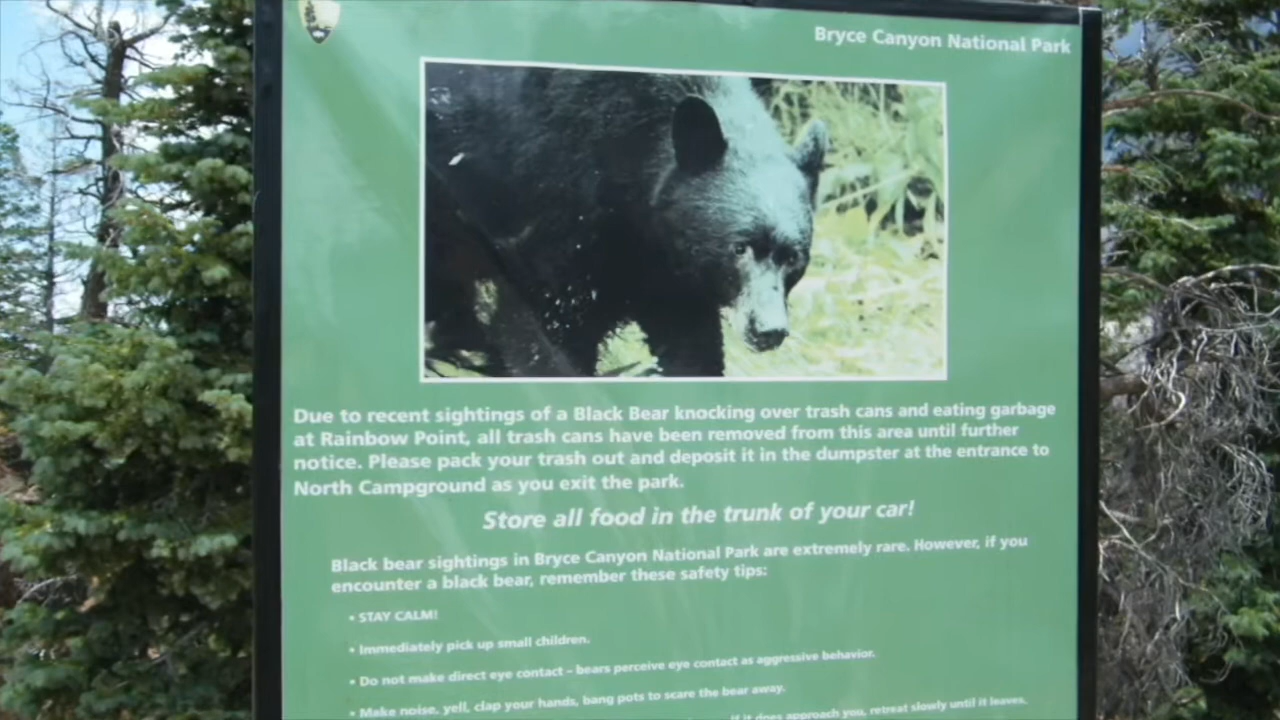 Bryce Canyon National Park
Due to recent sightings of a Black Bear knocking over trash cans and eating garbage
at Rainbow Point, all trash cans have been removed from this area until further
notice. Please pack your trash out and deposit it in the dumpster at the entrance to
North Campground as you exit the park.
Store all food in the trunk of your car!
Black bear sightings in Bryce Canyon National Park are extremely rare. However, if you
encounter a black bear, remember these safety tips:
• STAY CALM!
• Immediately pick up small children.
• Do not make direct eye contact – bears perceive eye contact as aggressive behavior.
• Make noise, yell, clap your hands, bang pots to scare the bear away.
if it does approach you, retreat slowly until it leaves.